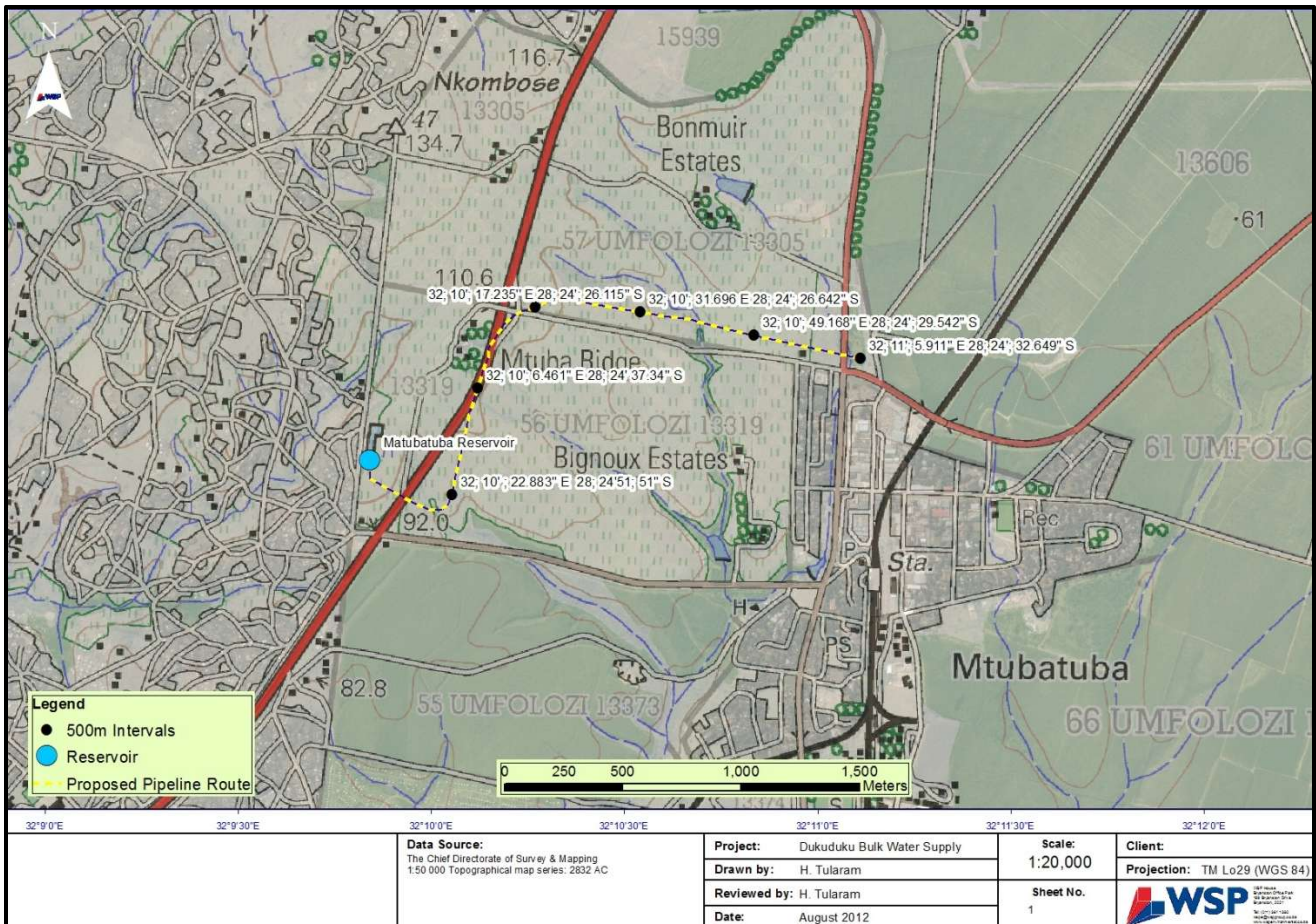 N
WSP
15939
116.7
Nkombose
13305
47
134.7
Bonmuir
Estates
13606
61
57 UMFOLOZI 13305
110.6
32; 10'; 17.235" E 28; 24'; 26.115" S
32; 10'; 31.696 E 28; 24'; 26.642" S
32; 10'; 49.168" E 28; 24'; 29.542" S
32; 11'; 5.911" E 28; 24'; 32.649" S
Mtuba Ridge
32; 10'; 6.461" E 28; 24' 37.34" S
13319
56 UMFOLOZI 13319
Matubatuba Reservoir
Bignoux Estates
61 UMFOLO
32; 10' ; 22.883" E 28; 24'51; 51" S
92.0
Rec
P
Sta.
H
PS
Mtubatuba
82.8
55 UMFOLOZI 13373
66 UMFOLOZI 1
Legend
500m Intervals
Reservoir
Proposed Pipeline Route
0 250 500 1,000 1,500
Meters
S
32°9'0"E 32°9'30"E 32°10'0"E 32°10'30"E 32°11'0"E 32°11'30"E 32°12'0"E
Data Source:
The Chief Directorate of Survey & Mapping
1:50 000 Topographical map series: 2832 AC
Project: Dukuduku Bulk Water Supply
Drawn by: H. Tularam
Reviewed by: H. Tularam
Date: August 2012
Scale:
1:20,000
Sheet No.
1
Client:
Projection: TM Lo29 (WGS 84)
WSP